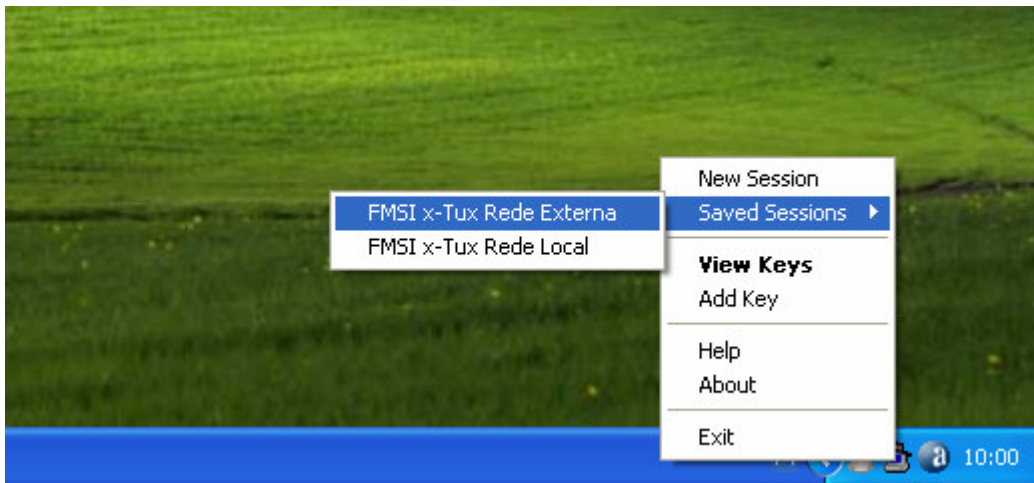 New Session
Saved Sessions
FMSI x-Tux Rede Externa
FMSI x-Tux Rede Local
View Keys
Add Key
Help
About
Exit
a 10:00